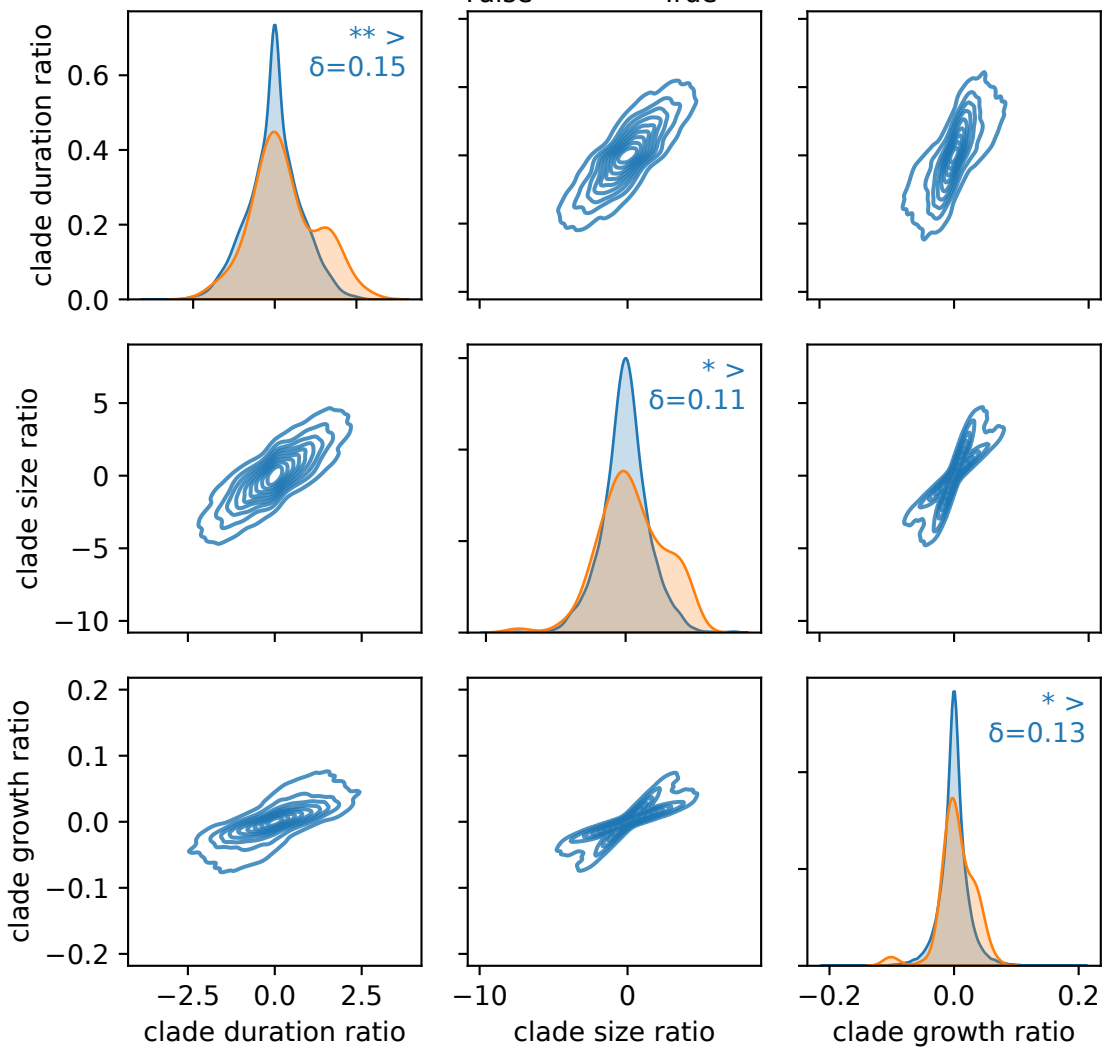 True
clade duration ratio
0.6
0.4
0.2
0.0
** >
δ=0.15
clade size ratio
5
0
−5
−10
* >
δ=0.11
clade growth ratio
0.2
0.1
0.0
−0.1
−0.2
* >
δ=0.13
−2.5 0.0 2.5
−10 0
−0.2 0.0 0.2
clade duration ratio
clade size ratio
clade growth ratio